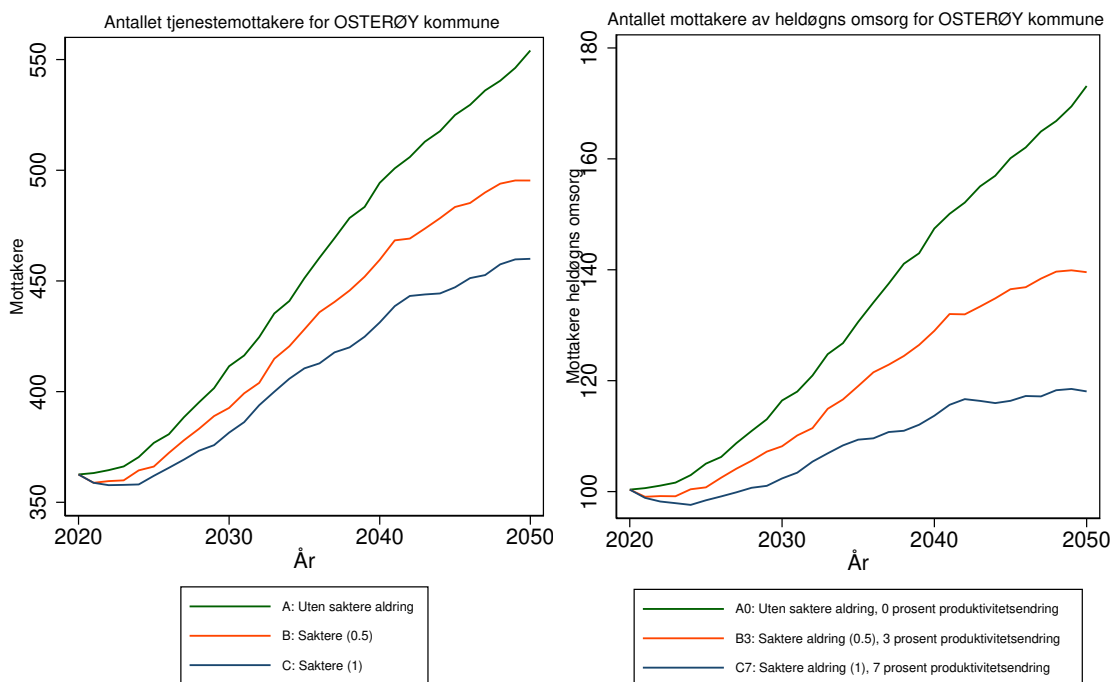 Antallet tjenestemottakere for OSTERØY kommune
Mottakere
550
500
450
400
350
2020
2030
2040
2050
År
A: Uten saktere aldring
B: Saktere (0.5)
C: Saktere (1)
Antallet mottakere av heldøgns omsorg for OSTERØY kommune
Mottakere heldøgns omsorg
180
160
140
120
100
2020
2030
2040
2050
År
A0: Uten saktere aldring, 0 prosent produktivitetsendring
B3: Saktere aldring (0.5), 3 prosent produktivitetsendring
C7: Saktere aldring (1), 7 prosent produktivitetsendring